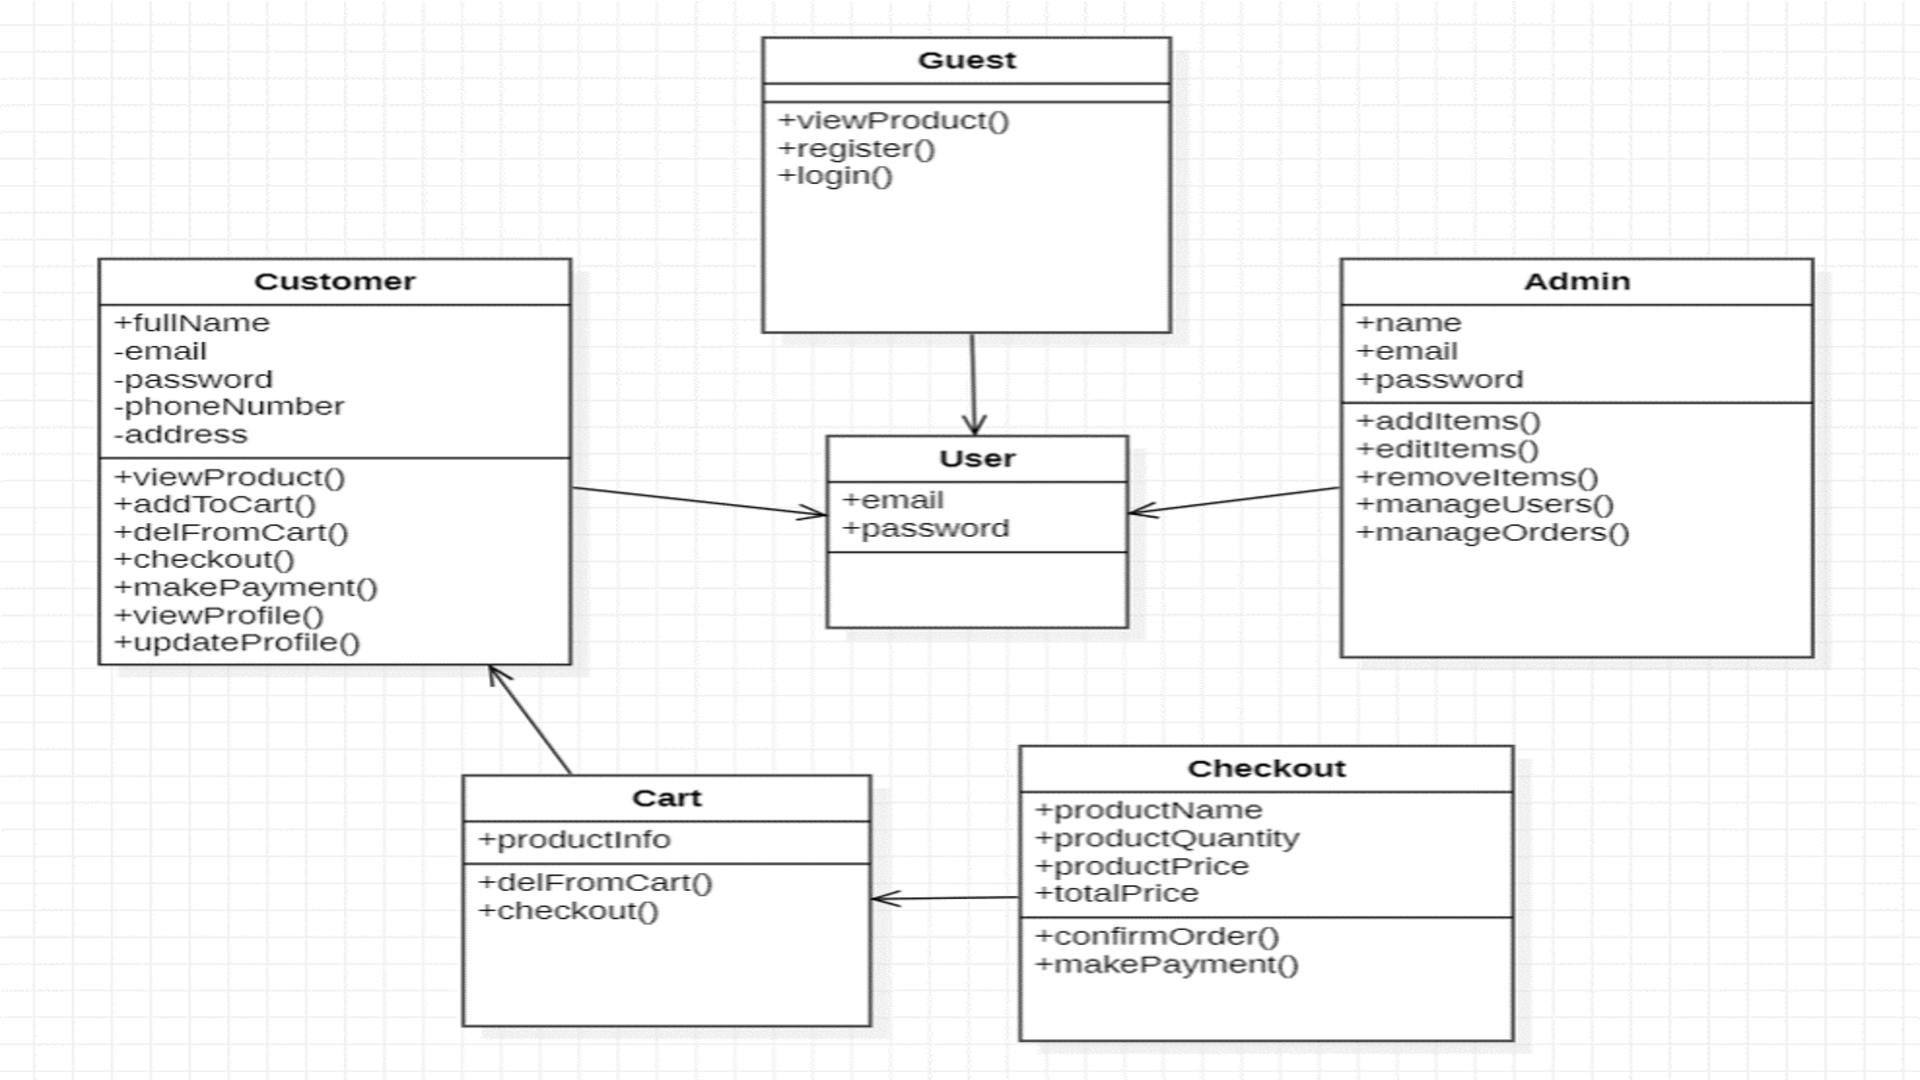 Guest
+viewProduct()
+register()
+login()
Customer
+fullName
-email
-password
-phoneNumber
-address
+viewProduct()
+addToCart()
+delFromCart()
+checkout()
+makePayment()
+viewProfile()
+updateProfile()
User
+email
+password
Admin
+name
+email
+password
+addItems()
+editItems()
+removeItems()
+manageUsers()
+manageOrders()
Cart
+productInfo
+delFromCart()
+checkout()
Checkout
+productName
+productQuantity
+productPrice
+totalPrice
+confirmOrder()
+makePayment()